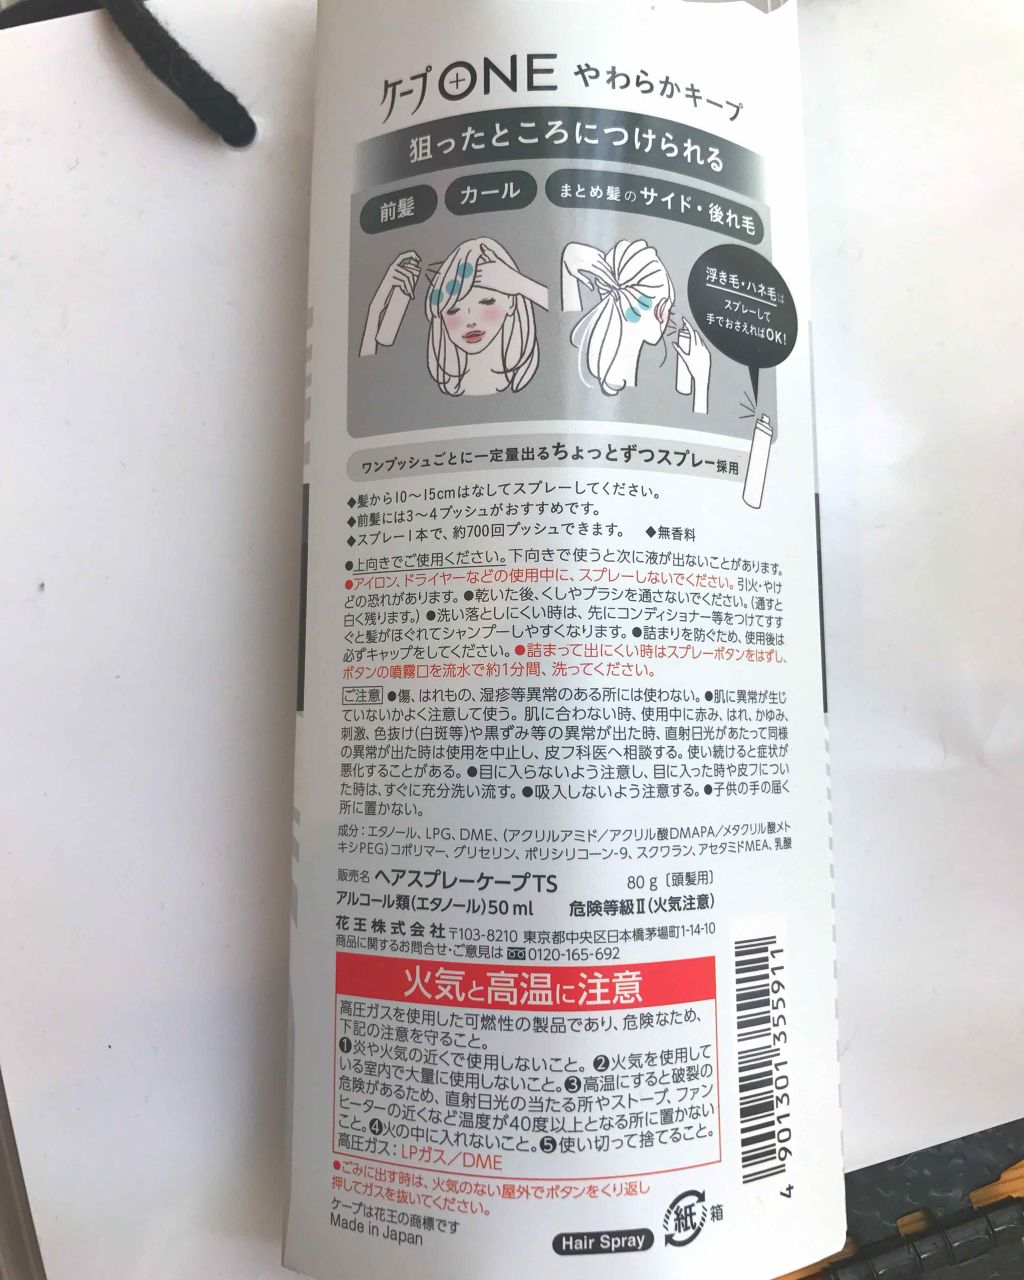 ケープ+ONE やわらかキープ
狙ったところにつけられる
前髪 カール まとめ髪のサイド・後れ毛
浮き毛・ハネ毛は
スプレーして
手でおさえればOK!
ワンプッシュごとに一定量出るちょっとずつスプレー採用
◆髪から10〜15cmはなしてスプレーしてください。
◆前髪には3〜4プッシュがおすすめです。
◆スプレー1本で、約700回プッシュできます。 ◆無香料
●上向きでご使用ください。下向きで使うと次に液が出ないことがあります。
●アイロン、ドライヤーなどの使用中に、スプレーしないでください。引火・やけ
どの恐れがあります。●乾いた後、くしやブラシを通さないでください。(通すと
白く残ります。)●洗い落としにくい時は、先にコンディショナー等をつけてすす
ぐと髪がほぐれてシャンプーしやすくなります。●詰まりを防ぐため、使用後は
必ずキャップをしてください。●詰まって出にくい時はスプレーボタンをはずし、
ボタンの噴霧口を流水で約1分間、洗ってください。
ご注意 ●傷、はれもの、湿疹等異常のある所には使わない。●肌に異常が生じ
ていないかよく注意して使う。肌に合わない時、使用中に赤み、はれ、かゆみ、
刺激、色抜け(白斑等)や黒ずみ等の異常が出た時、直射日光があたって同様
の異常が出た時は使用を中止し、皮フ科医へ相談する。使い続けると症状が
悪化することがある。●目に入らないよう注意し、目に入った時や皮フについ
た時は、すぐに充分洗い流す。●吸入しないよう注意する。●子供の手の届く
所に置かない。
成分:エタノール、LPG、DME、(アクリルアミド/アクリル酸DMAPA/メタクリル酸メト
キシPEG)コポリマー、グリセリン、ポリシリコーン-9、スクワラン、アセタミドMEA、乳酸
販売名 ヘアスプレーケープTS 80g〔頭髪用〕
アルコール類(エタノール)50ml 危険等級Ⅱ(火気注意)
花王株式会社 〒103-8210 東京都中央区日本橋茅場町1-14-10
商品に関するお問合せ・ご意見は 0120-165-692
火気と高温に注意
高圧ガスを使用した可燃性の製品であり、危険なため、
下記の注意を守ること。
❶炎や火気の近くで使用しないこと。❷火気を使用して
いる室内で大量に使用しないこと。❸高温にすると破裂の
危険があるため、直射日光の当たる所やストーブ、ファン
ヒーターの近くなど温度が40度以上となる所に置かない
こと。❹火の中に入れないこと。❺使い切って捨てること。
高圧ガス:LPガス/DME
●ごみに出す時は、火気のない屋外でボタンをくり返し
押してガスを抜いてください。
ケープは花王の商標です
Made in Japan
Hair Spray
紙 箱
4 901301 355911